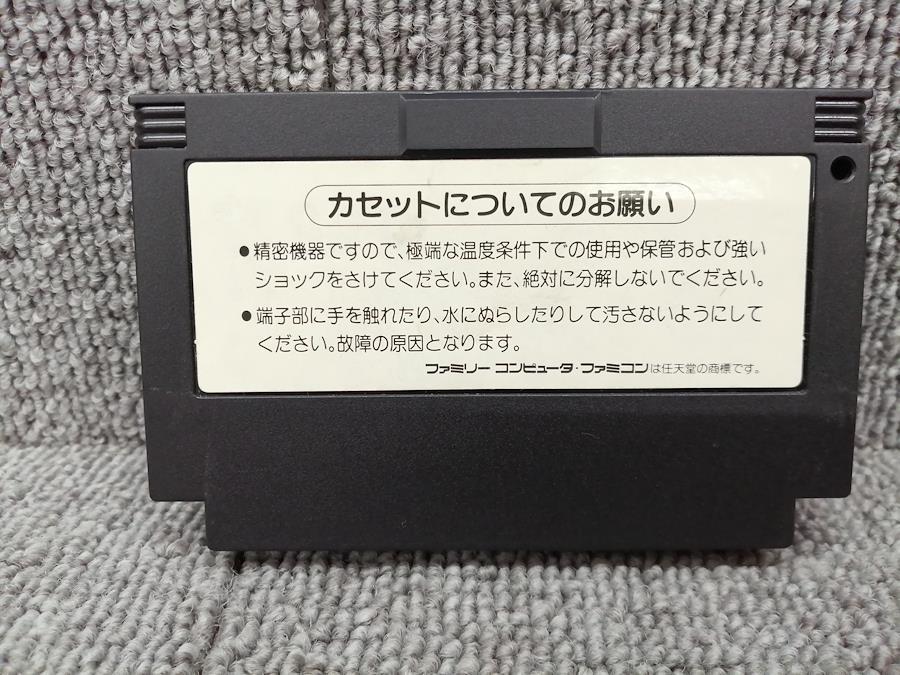 カセットについてのお願い
●精密機器ですので、極端な温度条件下での使用や保管および強い
ショックをさけてください。また、絶対に分解しないでください。
●端子部に手を触れたり、水にぬらしたりして汚さないようにして
ください。故障の原因となります。
ファミリー コンピュータ・ファミコンは任天堂の商標です。